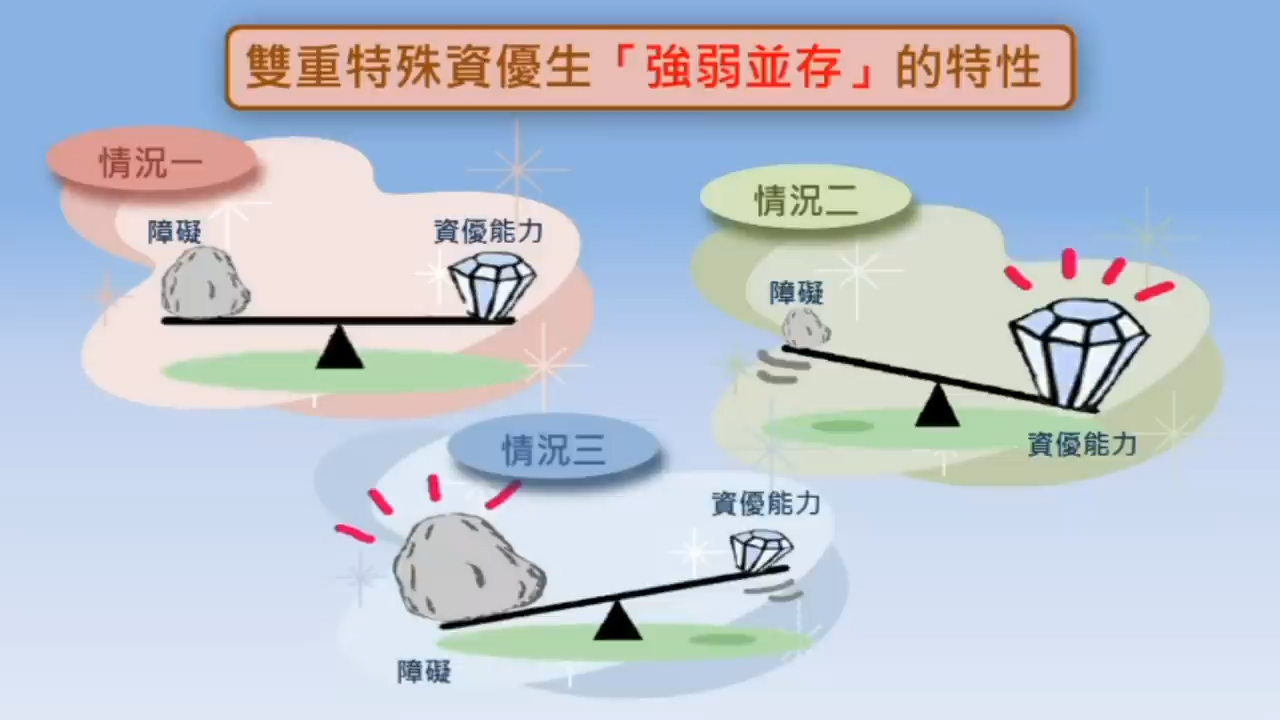 雙重特殊資優生「強弱並存」的特性
情況一
障礙
資優能力
情況二
障礙
資優能力
情況三
資優能力
障礙